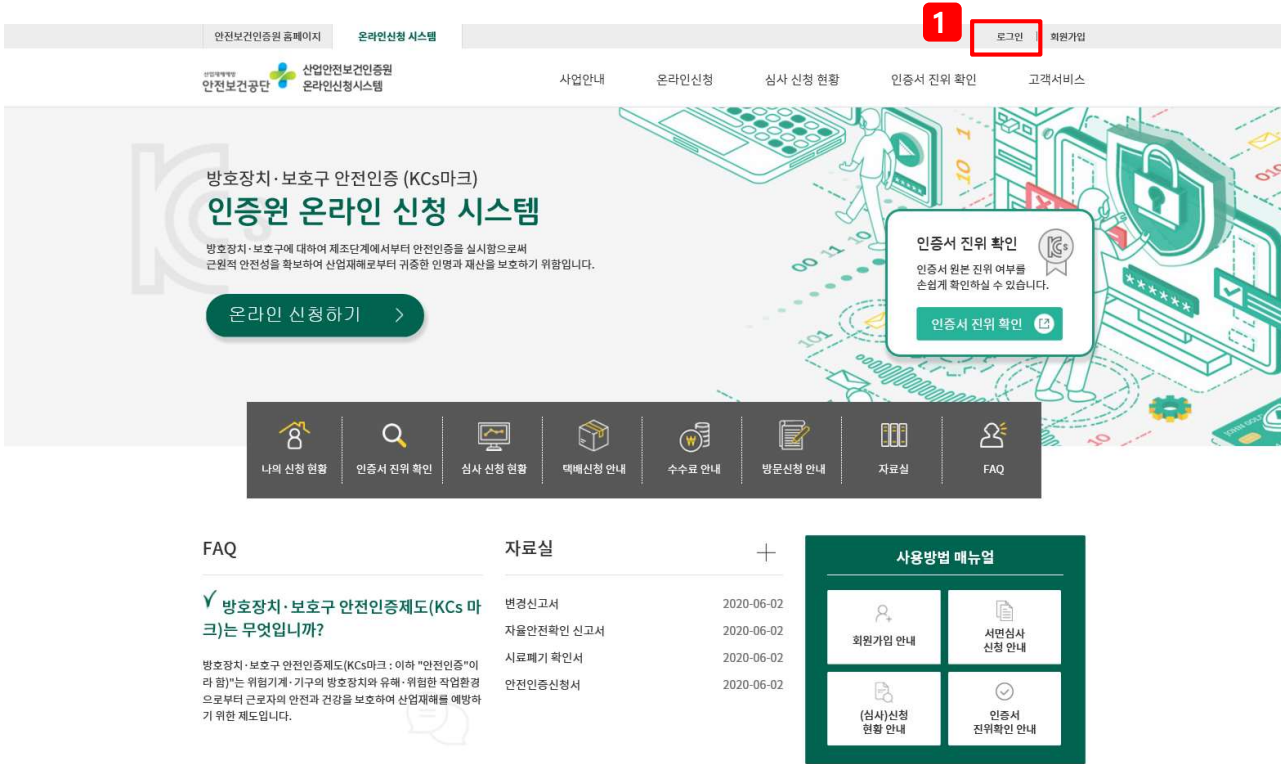 1
안전보건인증원 홈페이지
온라인신청 시스템
로그인
회원가입
산업재해예방
안전보건공단
산업안전보건인증원
온라인신청시스템
사업안내
온라인신청
심사 신청 현황
인증서 진위 확인
고객서비스
방호장치·보호구 안전인증 (KCs마크)
인증원 온라인 신청 시스템
방호장치·보호구에 대하여 제조단계에서부터 안전인증을 실시함으로써
근원적 안전성을 확보하여 산업재해로부터 귀중한 인명과 재산을 보호하기 위함입니다.
온라인 신청하기
인증서 진위 확인
인증서 원본 진위 여부를
손쉽게 확인하실 수 있습니다.
인증서 진위 확인
나의 신청 현황
인증서 진위 확인
심사 신청 현황
택배신청 안내
수수료 안내
방문신청 안내
자료실
FAQ
FAQ
방호장치·보호구 안전인증제도(KCs 마
크)는 무엇입니까?
방호장치·보호구 안전인증제도(KCs마크 : 이하 "안전인증"이
라 함)"는 위험기계·기구의 방호장치와 유해·위험한 작업환경
으로부터 근로자의 안전과 건강을 보호하여 산업재해를 예방하
기 위한 제도입니다.
자료실
변경신고서 2020-06-02
자율안전확인 신고서 2020-06-02
시료폐기 확인서 2020-06-02
안전인증신청서 2020-06-02
사용방법 매뉴얼
회원가입 안내
서면심사
신청 안내
(심사)신청
현황 안내
인증서
진위확인 안내